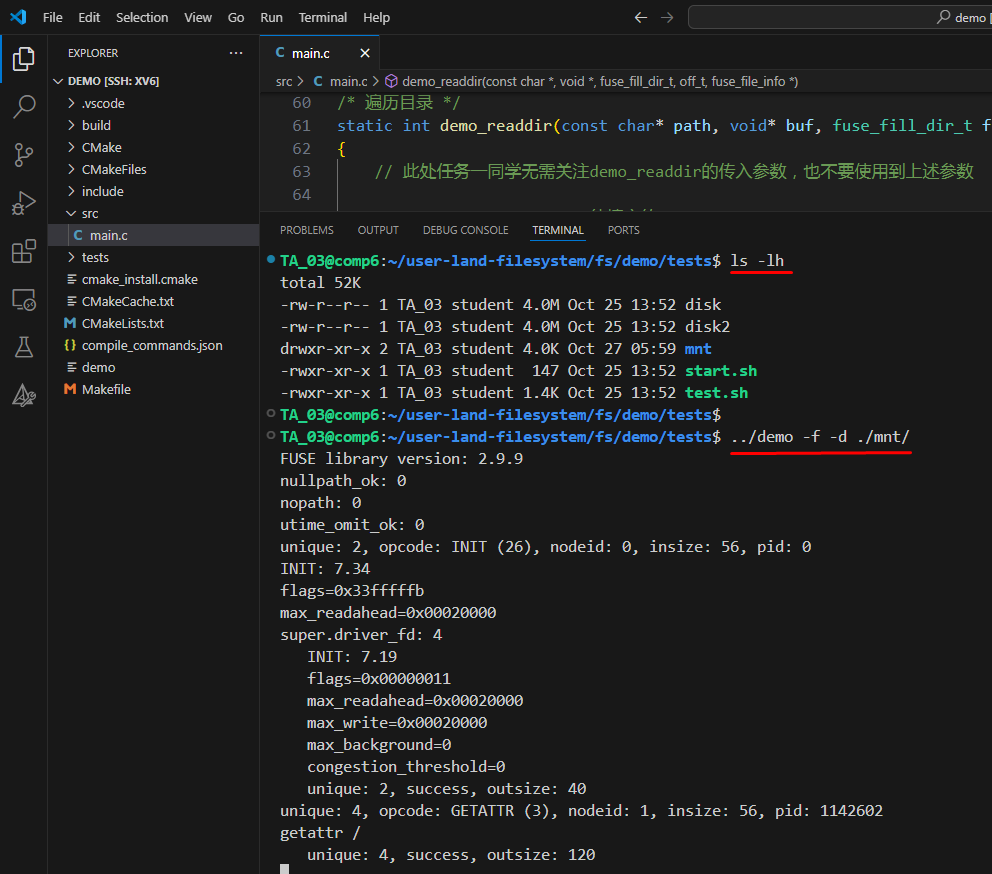 File Edit Selection View Go Run Terminal Help
demo [
EXPLORER
DEMO [SSH: XV6]
.vscode
build
CMake
CMakeFiles
include
src
C main.c
tests
cmake_install.cmake
CMakeCache.txt
M CMakeLists.txt
{} compile_commands.json
demo
M Makefile
C main.c
src > C main.c > demo_readdir(const char *, void *, fuse_fill_dir_t, off_t, fuse_file_info *)
60 /* 遍历目录 */
61 static int demo_readdir(const char* path, void* buf, fuse_fill_dir_t f
62 {
63 // 此处任务一同学无需关注demo_readdir的传入参数，也不要使用到上述参数
64
PROBLEMS OUTPUT DEBUG CONSOLE TERMINAL PORTS
TA_03@comp6:~/user-land-filesystem/fs/demo/tests$ ls -lh
total 52K
-rw-r--r-- 1 TA_03 student 4.0M Oct 25 13:52 disk
-rw-r--r-- 1 TA_03 student 4.0M Oct 25 13:52 disk2
drwxr-xr-x 2 TA_03 student 4.0K Oct 27 05:59 mnt
-rwxr-xr-x 1 TA_03 student  147 Oct 25 13:52 start.sh
-rwxr-xr-x 1 TA_03 student 1.4K Oct 25 13:52 test.sh
TA_03@comp6:~/user-land-filesystem/fs/demo/tests$
TA_03@comp6:~/user-land-filesystem/fs/demo/tests$ ../demo -f -d ./mnt/
FUSE library version: 2.9.9
nullpath_ok: 0
nopath: 0
utime_omit_ok: 0
unique: 2, opcode: INIT (26), nodeid: 0, insize: 56, pid: 0
INIT: 7.34
flags=0x33fffffb
max_readahead=0x00020000
super.driver_fd: 4
INIT: 7.19
flags=0x00000011
max_readahead=0x00020000
max_write=0x00020000
max_background=0
congestion_threshold=0
unique: 2, success, outsize: 40
unique: 4, opcode: GETATTR (3), nodeid: 1, insize: 56, pid: 1142602
getattr /
unique: 4, success, outsize: 120